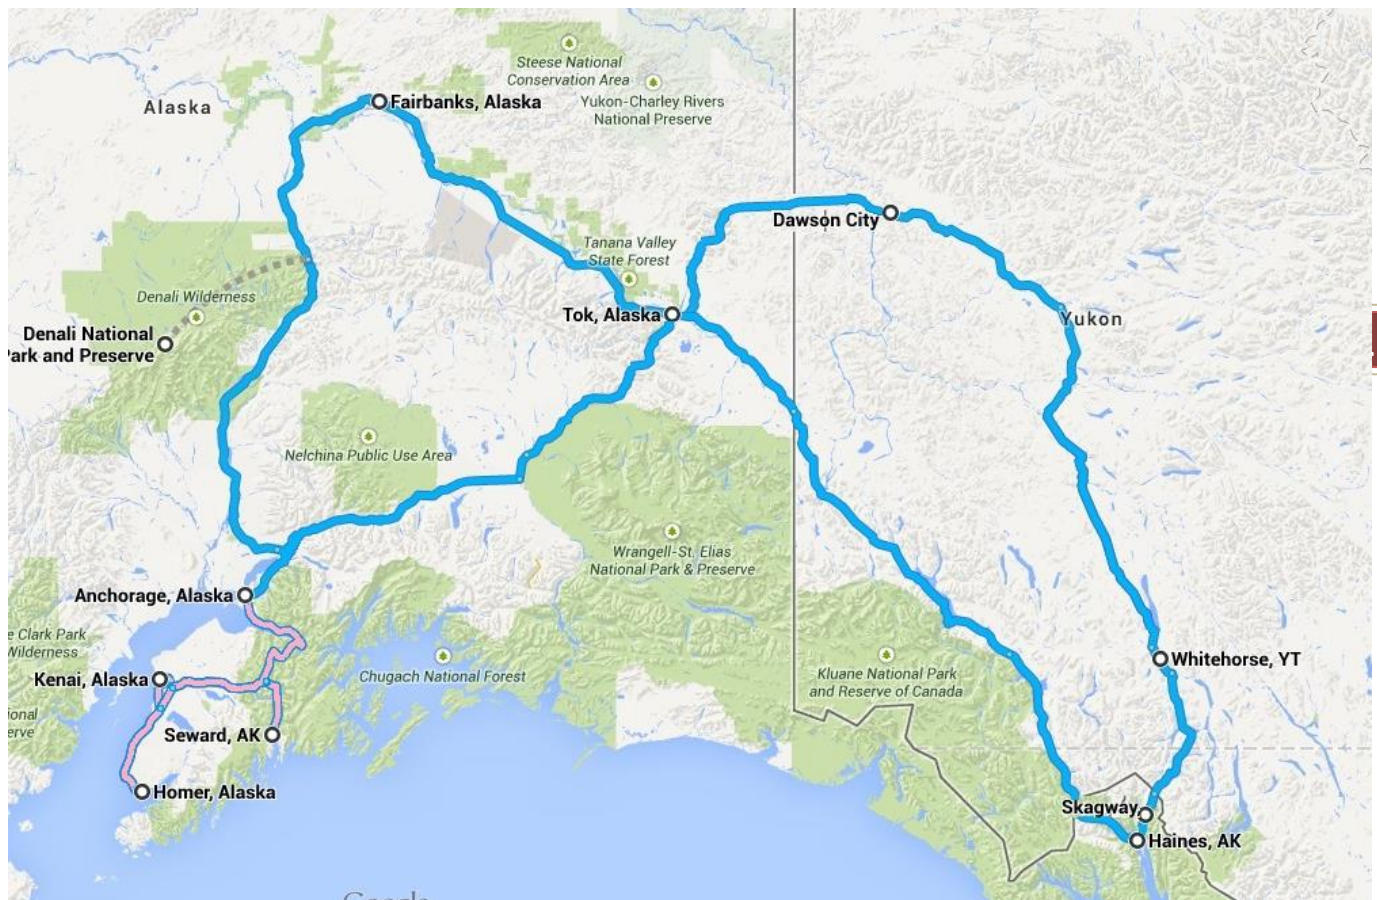 Steese National
Conservation Area
Alaska
Fairbanks, Alaska
Yukon-Charley Rivers
National Preserve
Dawson City
Tanana Valley
State Forest
Denali Wilderness
Tok, Alaska
Yukon
Denali National
Park and Preserve
Nelchina Public Use Area
Wrangell-St. Elias
National Park & Preserve
Anchorage, Alaska
e Clark Park
Wilderness
Kenai, Alaska
Chugach National Forest
Kluane National Park
and Reserve of Canada
Whitehorse, YT
ional
erve
Seward, AK
Homer, Alaska
Skagway,
Haines, AK
Google